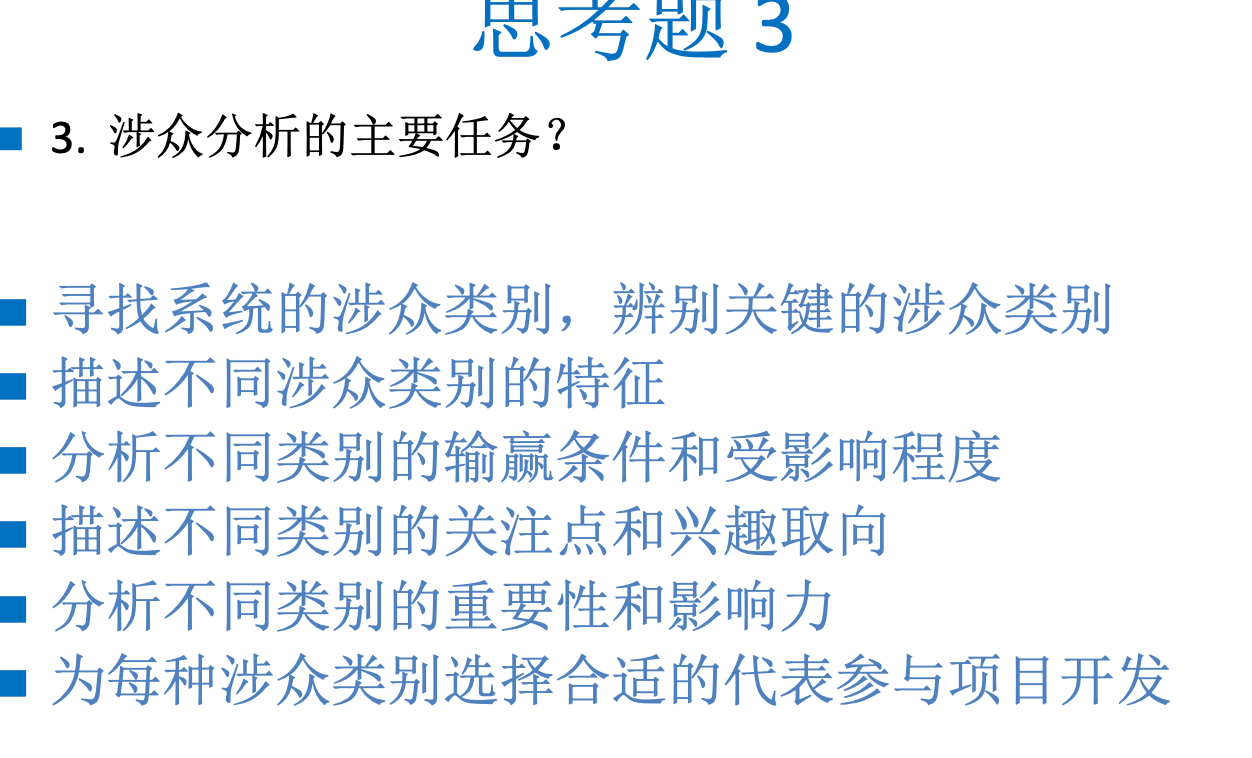 思考题 3
3. 涉众分析的主要任务？
寻找系统的涉众类别，辨别关键的涉众类别
描述不同涉众类别的特征
分析不同类别的输赢条件和受影响程度
描述不同类别的关注点和兴趣取向
分析不同类别的重要性和影响力
为每种涉众类别选择合适的代表参与项目开发